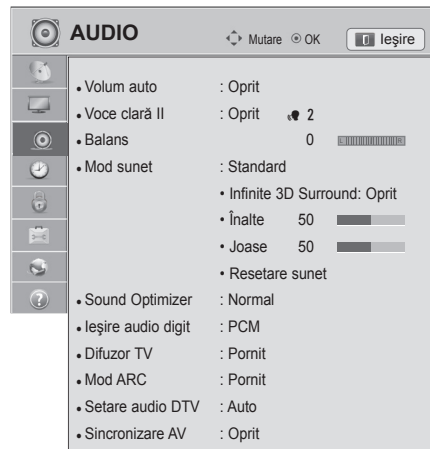 AUDIO
Mutare OK Ieşire
• Volum auto : Oprit
• Voce clară II : Oprit 2
• Balans 0 L R
• Mod sunet : Standard
• Infinite 3D Surround: Oprit
• Înalte 50
• Joase 50
• Resetare sunet
• Sound Optimizer : Normal
• Ieşire audio digit : PCM
• Difuzor TV : Pornit
• Mod ARC : Pornit
• Setare audio DTV : Auto
• Sincronizare AV : Oprit
?